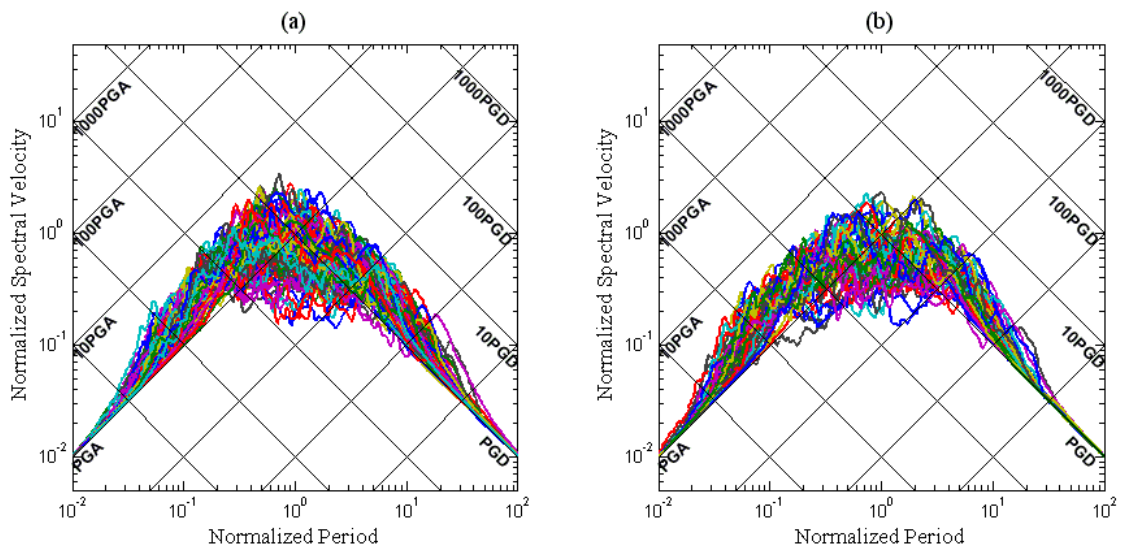 (a)
(b)
Normalized Spectral Velocity
10^1
10^0
10^-1
10^-2
1000PGA
100PGA
10PGA
PGA
1000PGD
100PGD
10PGD
PGD
10^-2
10^-1
10^0
10^1
10^2
Normalized Period
Normalized Spectral Velocity
10^1
10^0
10^-1
10^-2
1000PGA
100PGA
10PGA
PGA
1000PGD
100PGD
10PGD
PGD
10^-2
10^-1
10^0
10^1
10^2
Normalized Period